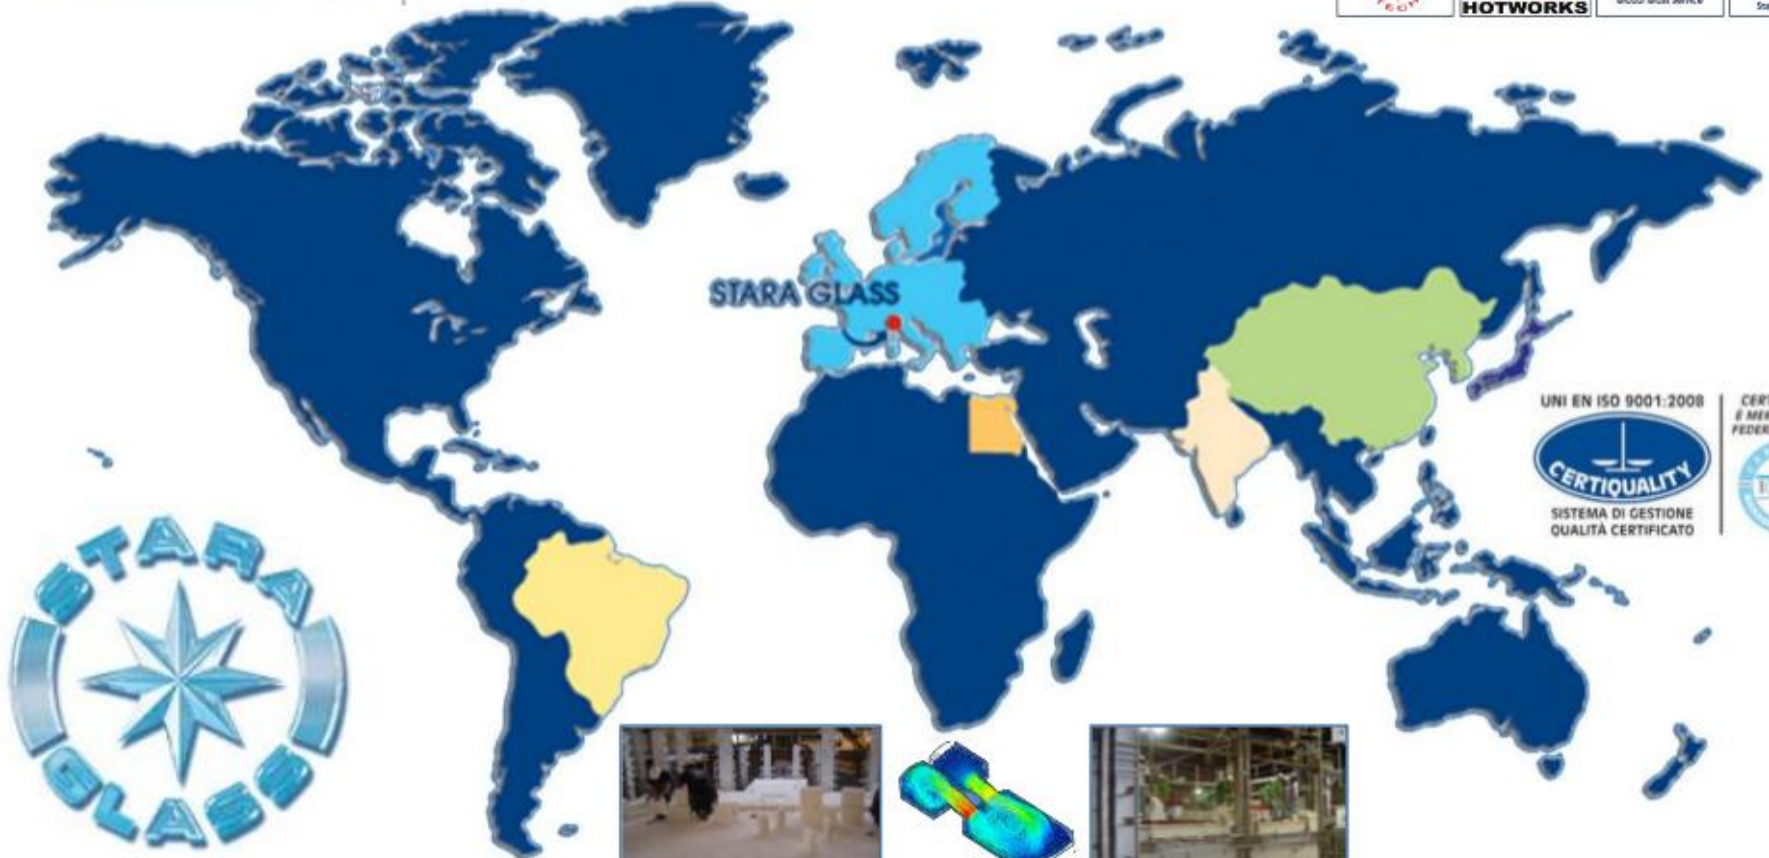 HOTWORKS
STARA GLASS
UNI EN ISO 9001:2008
CERTIQUALITY
SISTEMA DI GESTIONE
QUALITÀ CERTIFICATO
STARA
GLASS